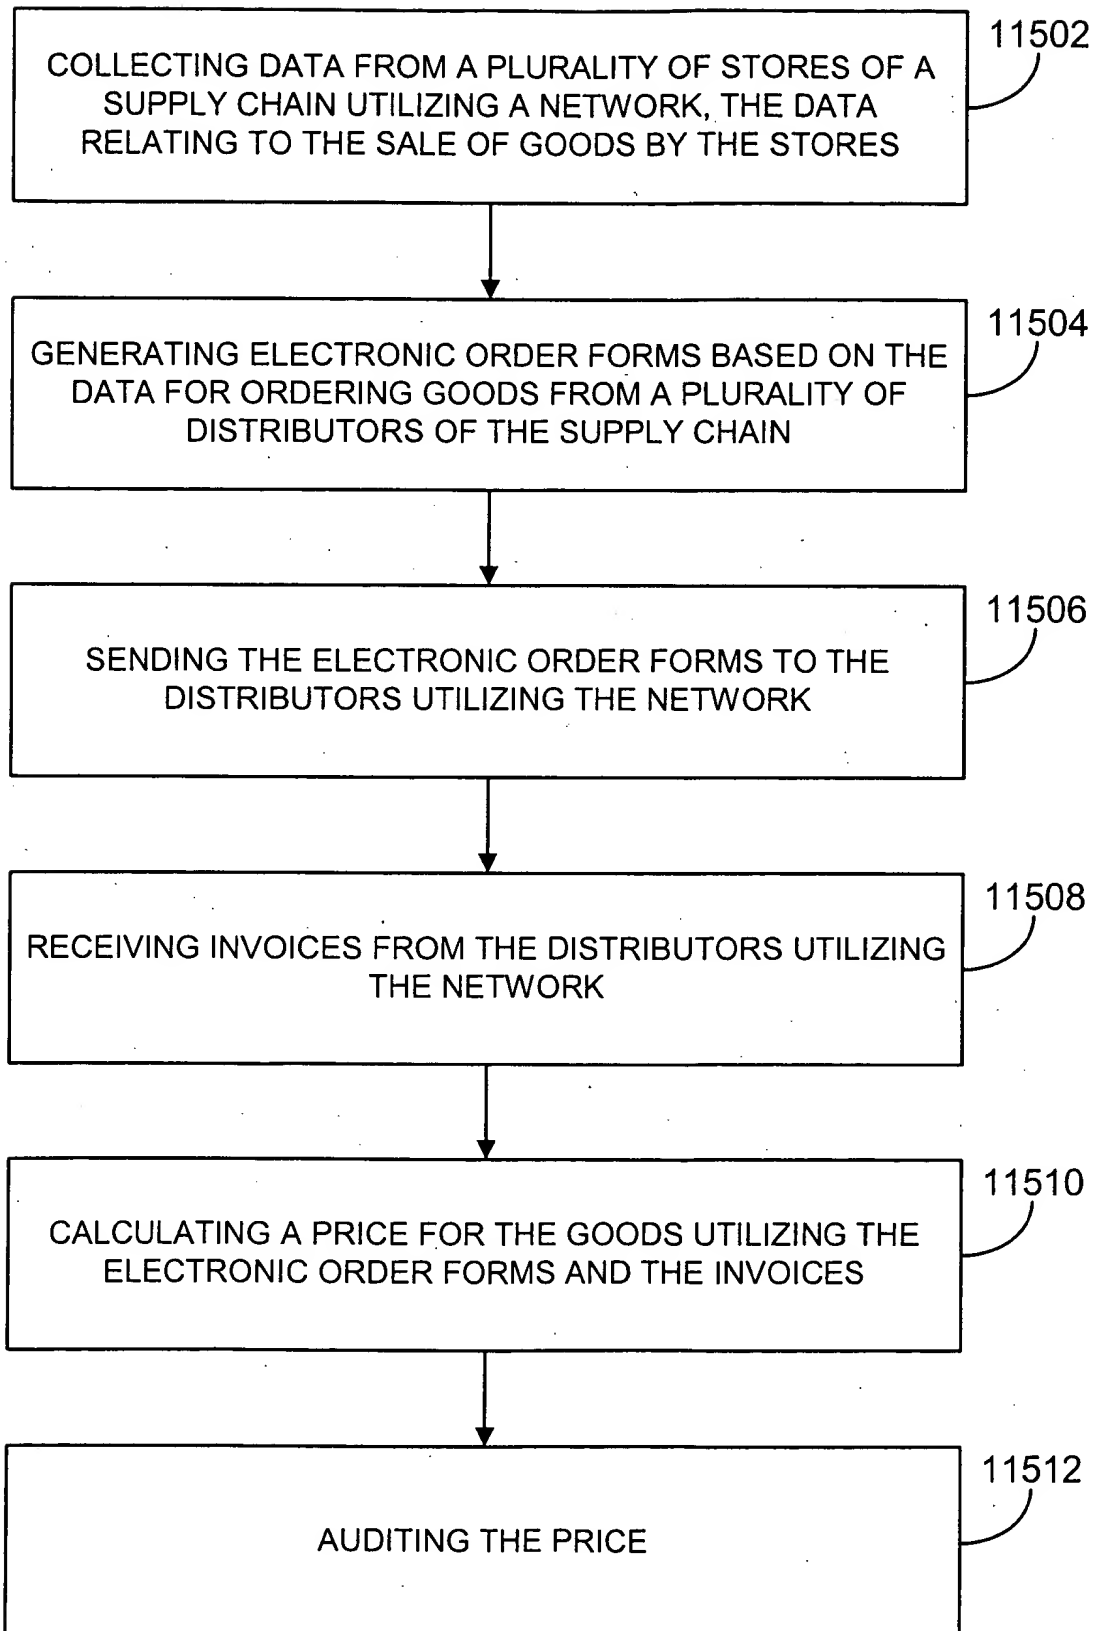 11502
COLLECTING DATA FROM A PLURALITY OF STORES OF A
SUPPLY CHAIN UTILIZING A NETWORK, THE DATA
RELATING TO THE SALE OF GOODS BY THE STORES
11504
GENERATING ELECTRONIC ORDER FORMS BASED ON THE
DATA FOR ORDERING GOODS FROM A PLURALITY OF
DISTRIBUTORS OF THE SUPPLY CHAIN
11506
SENDING THE ELECTRONIC ORDER FORMS TO THE
DISTRIBUTORS UTILIZING THE NETWORK
11508
RECEIVING INVOICES FROM THE DISTRIBUTORS UTILIZING
THE NETWORK
11510
CALCULATING A PRICE FOR THE GOODS UTILIZING THE
ELECTRONIC ORDER FORMS AND THE INVOICES
11512
AUDITING THE PRICE